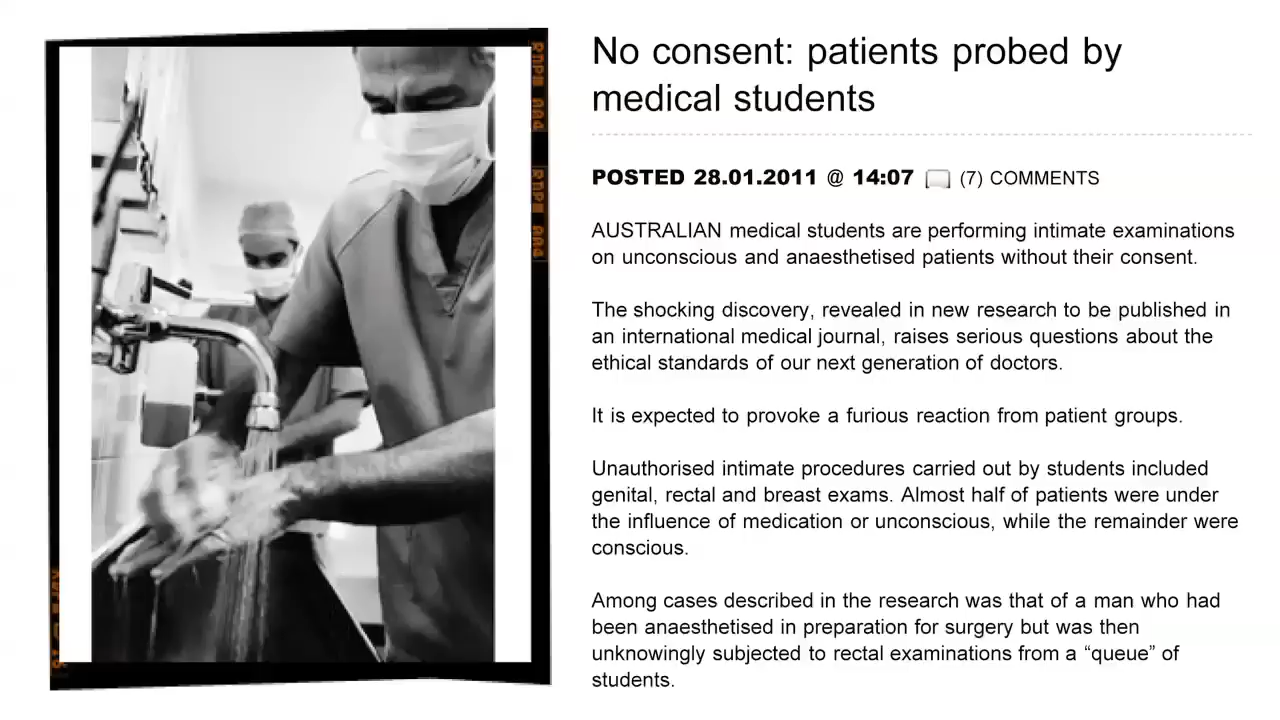 No consent: patients probed by
medical students
POSTED 28.01.2011 @ 14:07 (7) COMMENTS
AUSTRALIAN medical students are performing intimate examinations
on unconscious and anaesthetised patients without their consent.
The shocking discovery, revealed in new research to be published in
an international medical journal, raises serious questions about the
ethical standards of our next generation of doctors.
It is expected to provoke a furious reaction from patient groups.
Unauthorised intimate procedures carried out by students included
genital, rectal and breast exams. Almost half of patients were under
the influence of medication or unconscious, while the remainder were
conscious.
Among cases described in the research was that of a man who had
been anaesthetised in preparation for surgery but was then
unknowingly subjected to rectal examinations from a “queue” of
students.